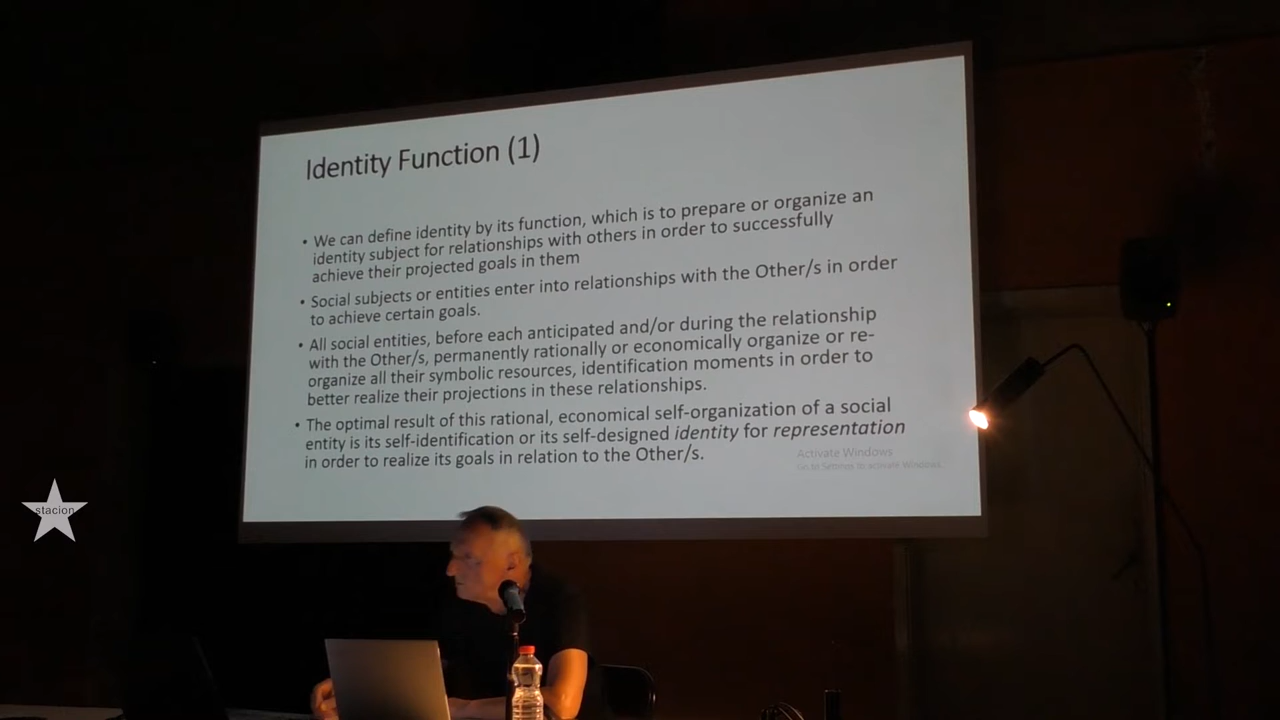 Identity Function (1)
• We can define identity by its function, which is to prepare or organize an
identity subject for relationships with others in order to successfully
achieve their projected goals in them
• Social subjects or entities enter into relationships with the Other/s in order
to achieve certain goals.
• All social entities, before each anticipated and/or during the relationship
with the Other/s, permanently rationally or economically organize or re-
organize all their symbolic resources, identification moments in order to
better realize their projections in these relationships.
• The optimal result of this rational, economical self-organization of a social
entity is its self-identification or its self-designed identity for representation
in order to realize its goals in relation to the Other/s.
Activate Windows
Go to Settings to activate Windows.
stacion